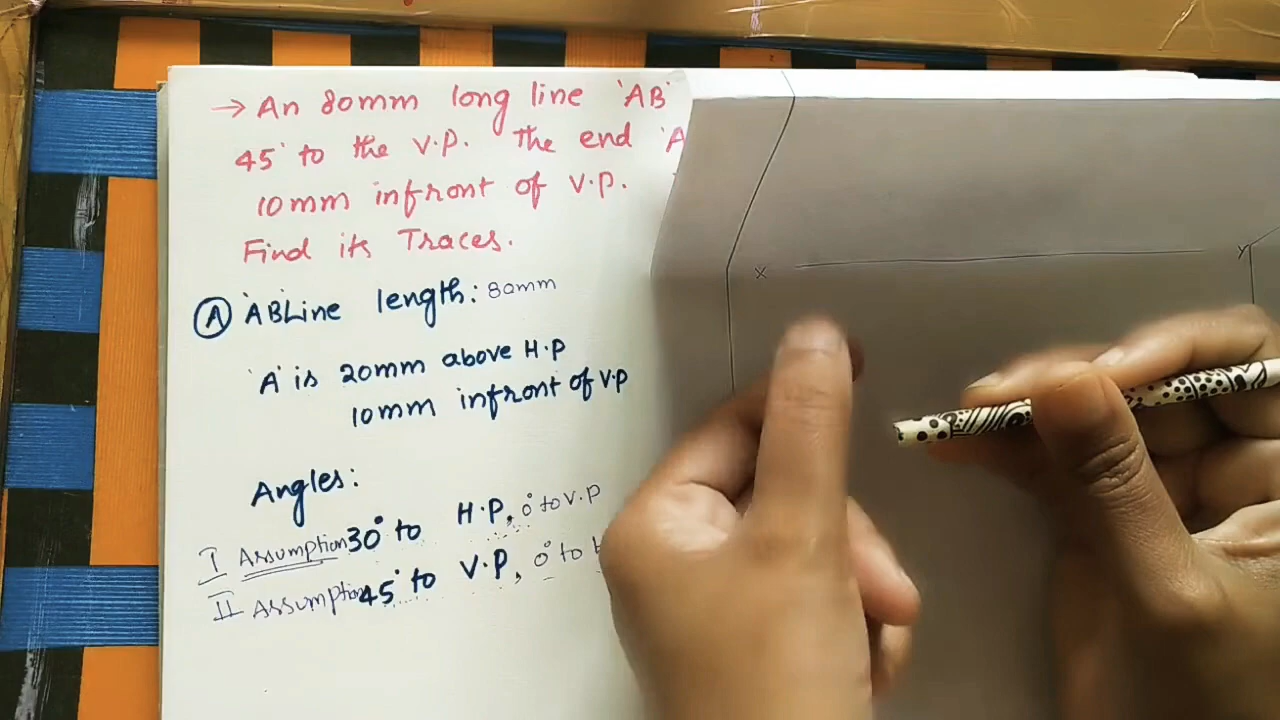 → An 80mm long line 'AB'
45° to the V.P. The end 'A
10mm infront of V.P.
Find its Traces.
Ⓐ 'AB' Line length: 80mm
'A' is 20mm above H.P
10mm infront of V.P
Angles:
I Assumption 30° to H.P, 0° to V.P
II Assumption 45° to V.P, 0° to
X
Y